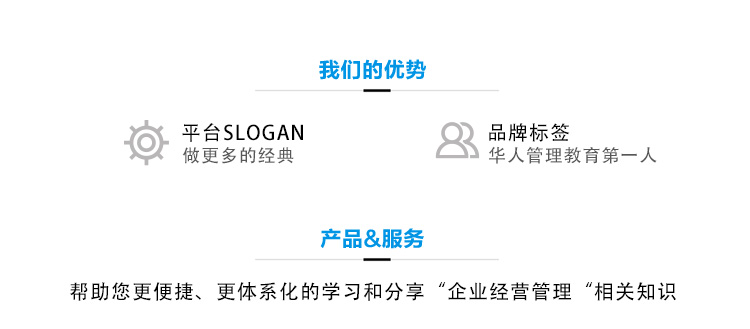 我们的优势
平台SLOGAN
做更多的经典
品牌标签
华人管理教育第一人
产品&服务
帮助您更便捷、更体系化的学习和分享“企业经营管理“相关知识